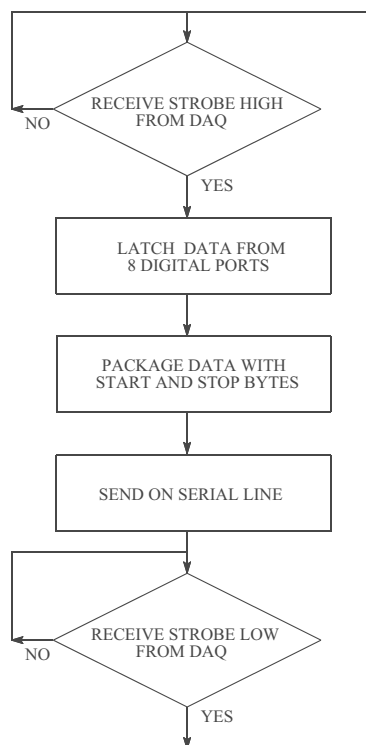 RECEIVE STROBE HIGH
FROM DAQ
NO
YES
LATCH DATA FROM
8 DIGITAL PORTS
PACKAGE DATA WITH
START AND STOP BYTES
SEND ON SERIAL LINE
RECEIVE STROBE LOW
FROM DAQ
NO
YES